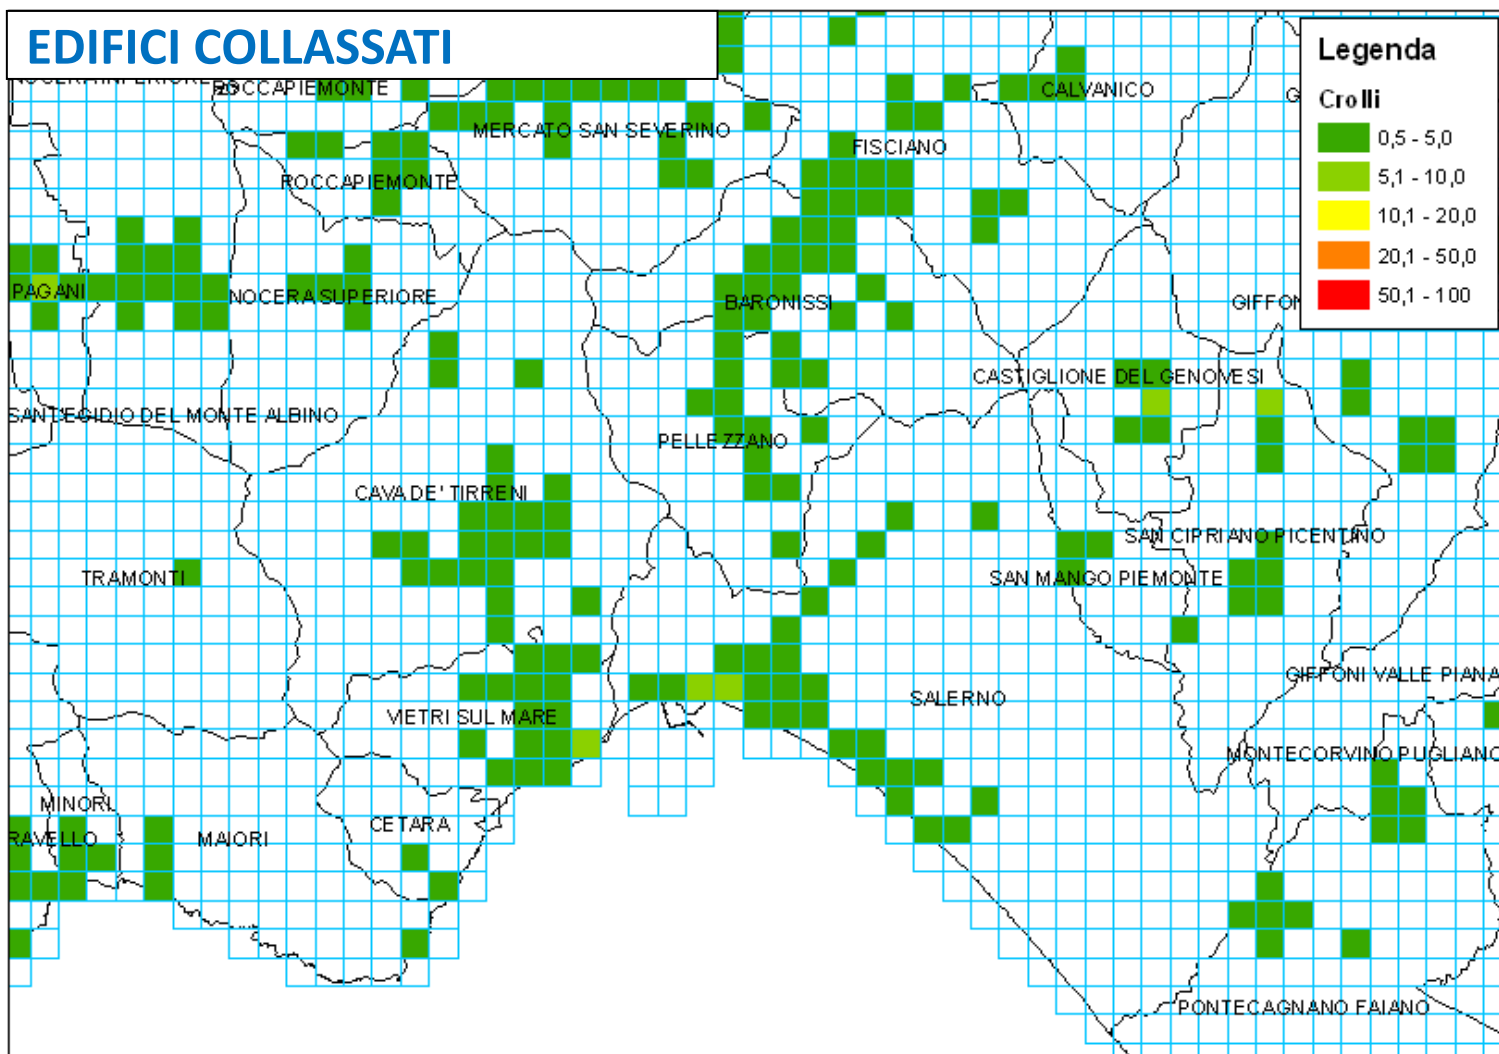 EDIFICI COLLASSATI
Legenda
Crolli
0,5 - 5,0
5,1 - 10,0
10,1 - 20,0
20,1 - 50,0
50,1 - 100
NOCERA INFERIORE
ROCCAPIEMONTE
CALVANICO
G
MERCATO SAN SEVERINO
FISCIANO
ROCCAPIEMONTE
PAGANI
NOCERA SUPERIORE
BARONISSI
GIFFON
CASTIGLIONE DEL GENOVESI
SANT'EGIDIO DEL MONTE ALBINO
PELLEZZANO
CAVA DE' TIRRENI
SAN CIPRIANO PICENTINO
TRAMONTI
SAN MANGO PIEMONTE
GIFFONI VALLE PIANA
SALERNO
VIETRI SUL MARE
MONTECORVINO PUGLIANO
MINORI
CETARA
RAVELLO
MAIORI
PONTECAGNANO FAIANO